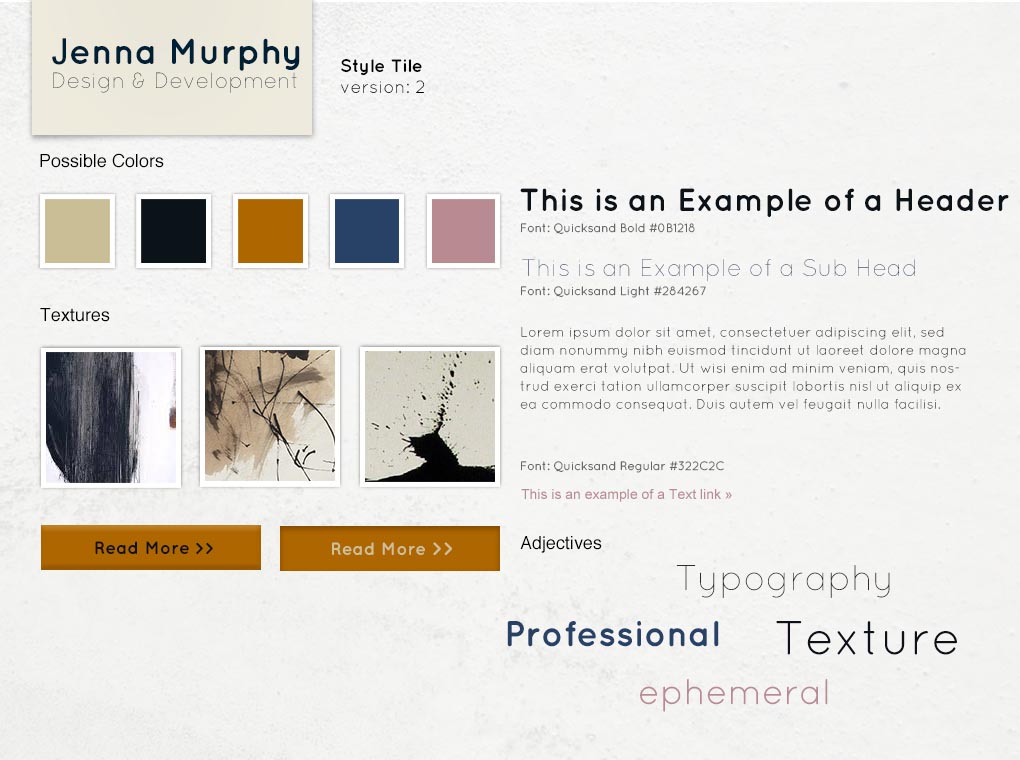 Jenna Murphy
Design & Development
Style Tile
version: 2
Possible Colors
Textures
Read More >>
Read More >>
This is an Example of a Header
Font: Quicksand Bold #0B1218
This is an Example of a Sub Head
Font: Quicksand Light #284267
Lorem ipsum dolor sit amet, consectetuer adipiscing elit, sed
diam nonummy nibh euismod tincidunt ut laoreet dolore magna
aliquam erat volutpat. Ut wisi enim ad minim veniam, quis nos-
trud exerci tation ullamcorper suscipit lobortis nisl ut aliquip ex
ea commodo consequat. Duis autem vel feugait nulla facilisi.
Font: Quicksand Regular #322C2C
This is an example of a Text link »
Adjectives
Typography
Professional
Texture
ephemeral